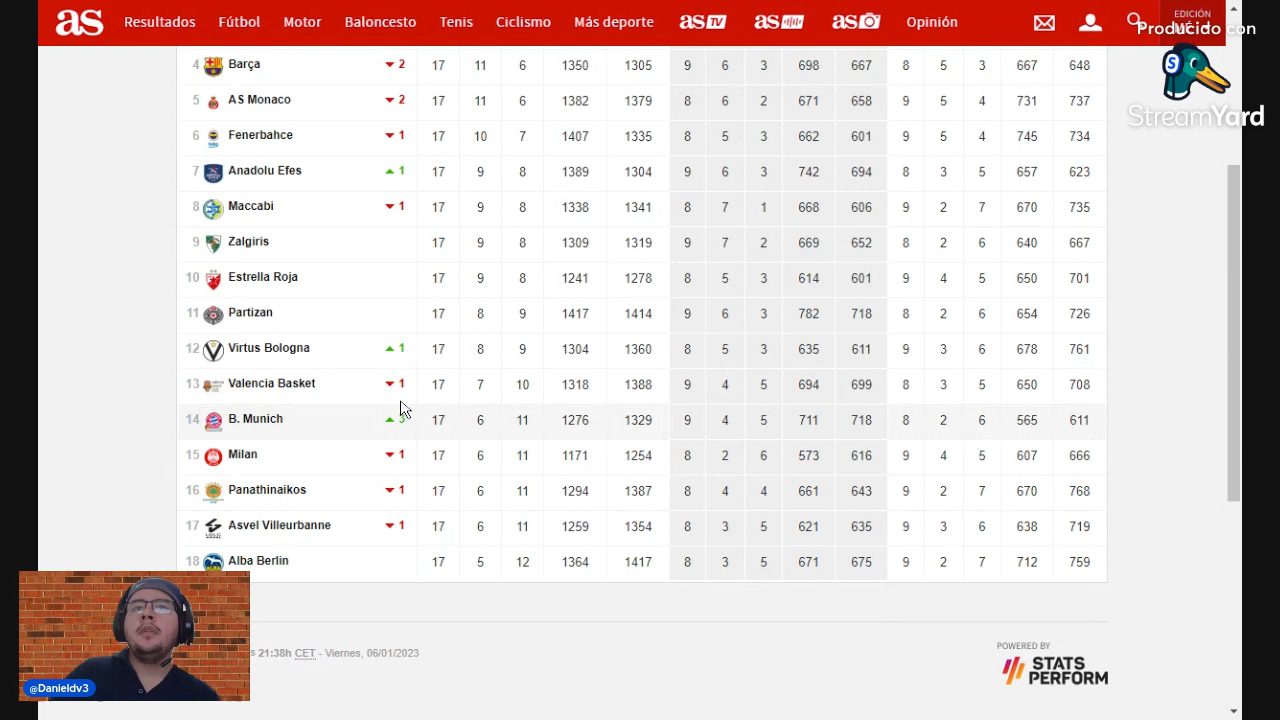 as Resultados Fútbol Motor Baloncesto Tenis Ciclismo Más deporte as TV as as Opinión EDICIÓN
Producido con
StreamYard
4 Barça 2 17 11 6 1350 1305 9 6 3 698 667 8 5 3 667 648
5 AS Monaco 2 17 11 6 1382 1379 8 6 2 671 658 9 5 4 731 737
6 Fenerbahce 1 17 10 7 1407 1335 8 5 3 662 601 9 5 4 745 734
7 Anadolu Efes 1 17 9 8 1389 1304 9 6 3 742 694 8 3 5 657 623
8 Maccabi 1 17 9 8 1338 1341 8 7 1 668 606 9 2 7 670 735
9 Zalgiris 17 9 8 1309 1319 9 7 2 669 652 8 2 6 640 667
10 Estrella Roja 17 9 8 1241 1278 8 5 3 614 601 9 4 5 650 701
11 Partizan 17 8 9 1417 1414 9 6 3 782 718 8 2 6 654 726
12 Virtus Bologna 1 17 8 9 1304 1360 8 5 3 635 611 9 3 6 678 761
13 Valencia Basket 1 17 7 10 1318 1388 9 4 5 694 699 8 3 5 650 708
14 B. Munich 3 17 6 11 1276 1329 9 4 5 711 718 8 2 6 565 611
15 Milan 1 17 6 11 1171 1254 8 2 6 573 616 9 4 5 607 666
16 Panathinaikos 1 17 6 11 1294 1387 8 4 4 661 643 9 2 7 670 768
17 Asvel Villeurbanne 1 17 6 11 1259 1354 8 3 5 621 635 9 3 6 638 719
18 Alba Berlin 17 5 12 1364 1417 8 3 5 671 675 9 2 7 712 759
21:38h CET - Viernes, 06/01/2023
POWERED BY
STATS
PERFORM
@Danieldv3